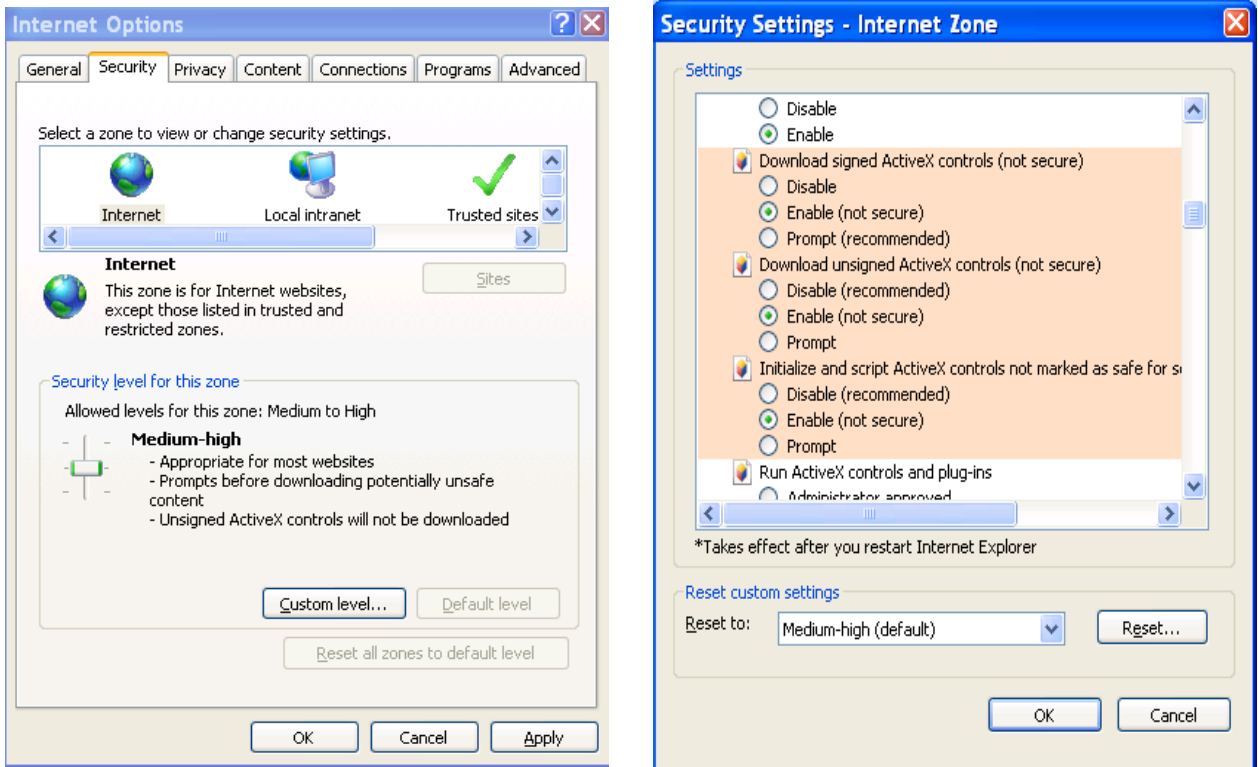 Internet Options
General Security Privacy Content Connections Programs Advanced
Select a zone to view or change security settings.
Internet Local intranet Trusted sites
Internet
Sites
This zone is for Internet websites,
except those listed in trusted and
restricted zones.
Security level for this zone
Allowed levels for this zone: Medium to High
Medium-high
- Appropriate for most websites
- Prompts before downloading potentially unsafe
content
- Unsigned ActiveX controls will not be downloaded
Custom level... Default level
Reset all zones to default level
OK Cancel Apply
Security Settings - Internet Zone
Settings
Disable
Enable
Download signed ActiveX controls (not secure)
Disable
Enable (not secure)
Prompt (recommended)
Download unsigned ActiveX controls (not secure)
Disable (recommended)
Enable (not secure)
Prompt
Initialize and script ActiveX controls not marked as safe for
Disable (recommended)
Enable (not secure)
Prompt
Run ActiveX controls and plug-ins
Administrator approved
*Takes effect after you restart Internet Explorer
Reset custom settings
Reset to: Medium-high (default) Reset...
OK Cancel